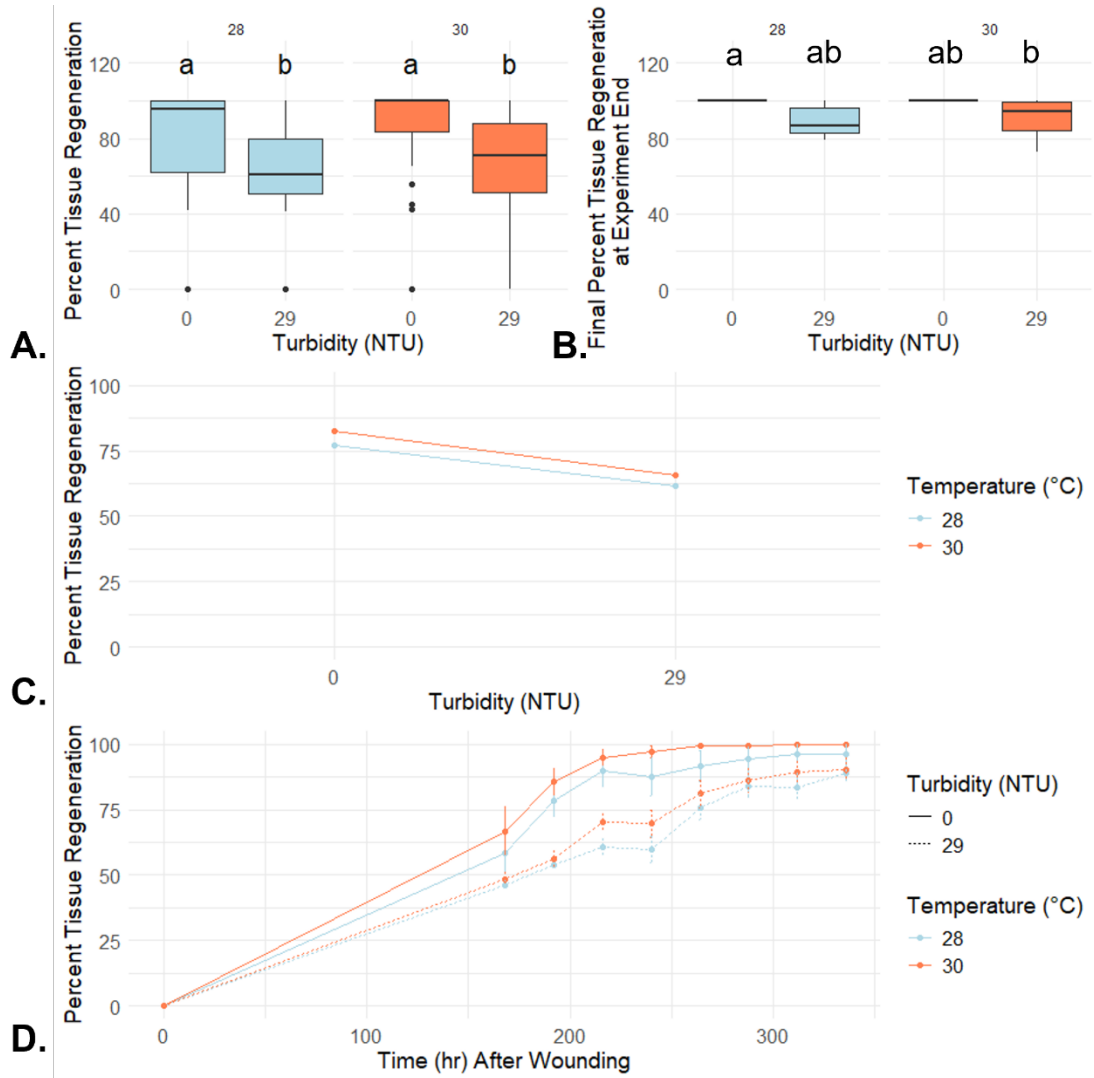 28
30
a
b
a
b
120
80
40
0
Percent Tissue Regeneration
0
29
0
29
Turbidity (NTU)
A.
28
30
a
ab
ab
b
120
80
40
0
Final Percent Tissue Regeneratio
at Experiment End
0
29
0
29
Turbidity (NTU)
B.
100
75
50
25
0
Percent Tissue Regeneration
0
29
Turbidity (NTU)
Temperature (°C)
28
30
C.
100
75
50
25
0
Percent Tissue Regeneration
0
100
200
300
Time (hr) After Wounding
Turbidity (NTU)
0
29
Temperature (°C)
28
30
D.